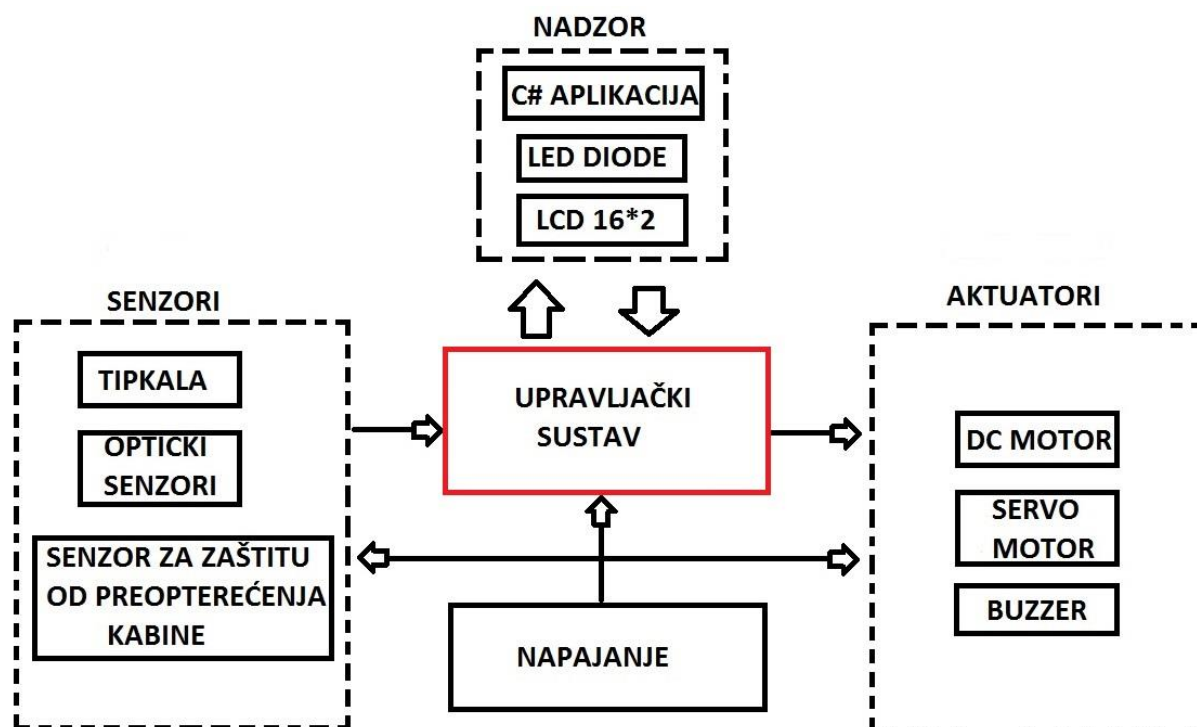 NADZOR
C# APLIKACIJA
LED DIODE
LCD 16*2
SENZORI
TIPKALA
OPTICKI
SENZORI
SENZOR ZA ZAŠTITU
OD PREOPTEREĆENJA
KABINE
UPRAVLJAČKI
SUSTAV
NAPAJANJE
AKTUATORI
DC MOTOR
SERVO
MOTOR
BUZZER